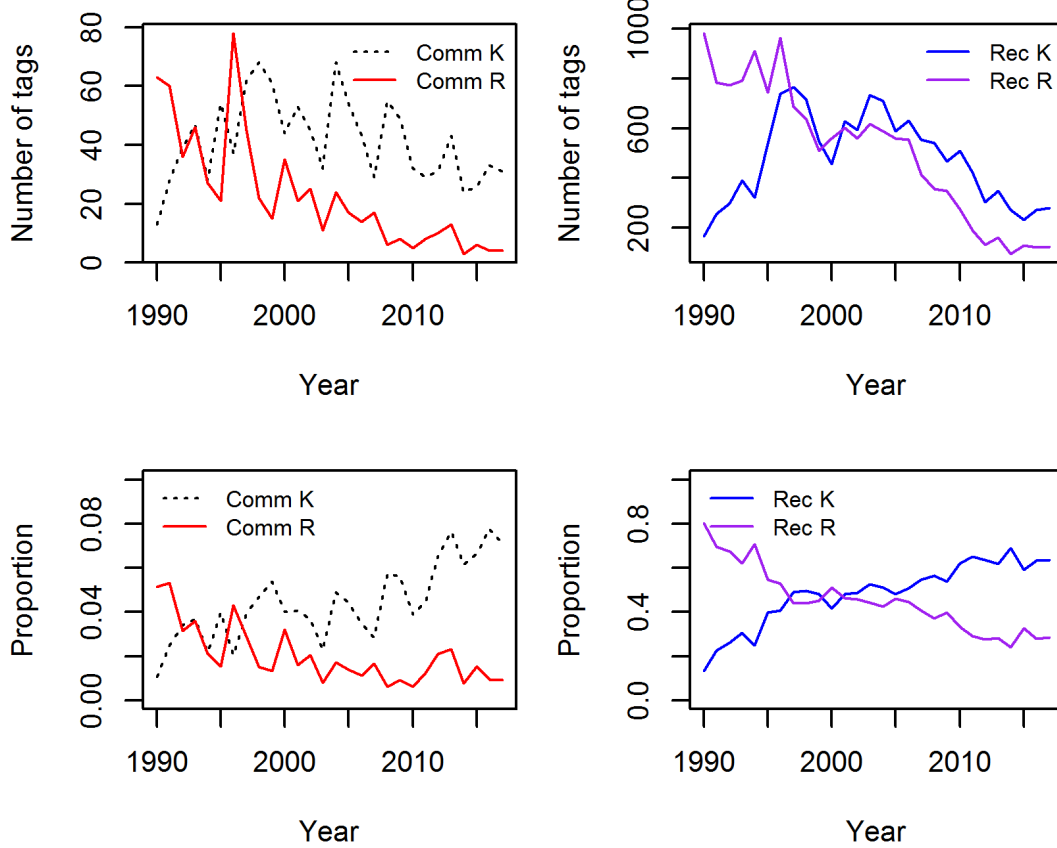 Number of tags
80
60
40
20
0
Comm K
Comm R
1990
2000
2010
Year
Number of tags
1000
600
200
Rec K
Rec R
1990
2000
2010
Year
Proportion
0.08
0.04
0.00
Comm K
Comm R
1990
2000
2010
Year
Proportion
0.8
0.4
0.0
Rec K
Rec R
1990
2000
2010
Year